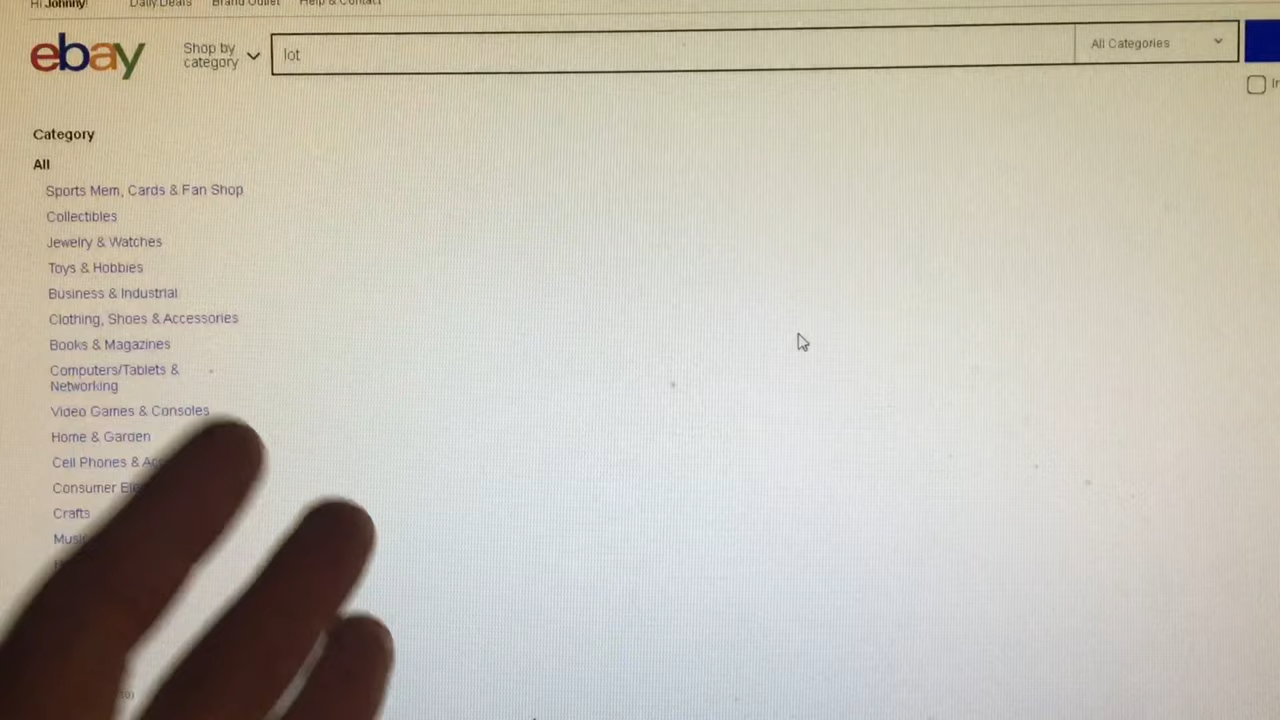 Hi Johnny! Daily Deals Brand Outlet Help & Contact
ebay
Shop by
category
lot
All Categories
Category
All
Sports Mem, Cards & Fan Shop
Collectibles
Jewelry & Watches
Toys & Hobbies
Business & Industrial
Clothing, Shoes & Accessories
Books & Magazines
Computers/Tablets &
Networking
Video Games & Consoles
Home & Garden
Cell Phones &
Consumer
Crafts